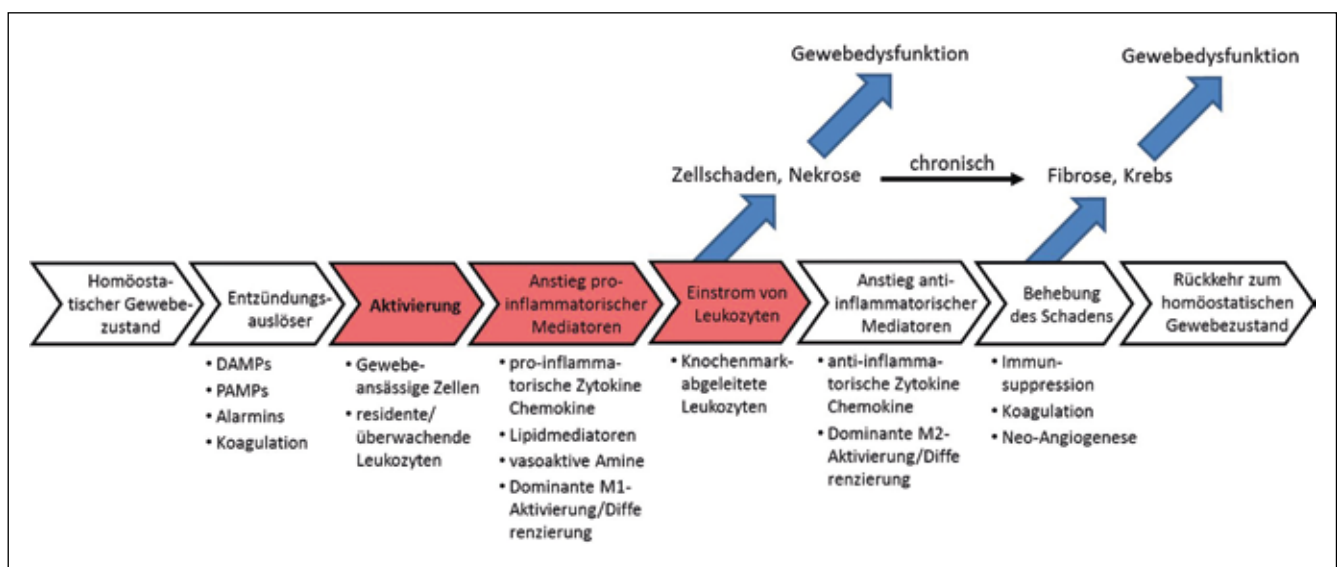 Gewebedysfunktion
Gewebedysfunktion
Zellschaden, Nekrose
chronisch
Fibrose, Krebs
Homöosta-
tischer Gewebe-
zustand
Entzündungs-
auslöser
Aktivierung
Anstieg pro-
inflammatorischer
Mediatoren
Einstrom von
Leukozyten
Anstieg anti-
inflammatorischer
Mediatoren
Behebung
des Schadens
Rückkehr zum
homöostatischen
Gewebezustand
• DAMPs
• PAMPs
• Alarmins
• Koagulation
• Gewebe-
ansässige Zellen
• residente/
überwachende
Leukozyten
• pro-inflamma-
torische Zytokine
Chemokine
• Lipidmediatoren
• vasoaktive Amine
• Dominante M1-
Aktivierung/Diffe
renzierung
• Knochenmark-
abgeleitete
Leukozyten
• anti-inflamma-
torische Zytokine
Chemokine
• Dominante M2-
Aktivierung/Diffe
renzierung
• Immun-
suppression
• Koagulation
• Neo-Angiogenese